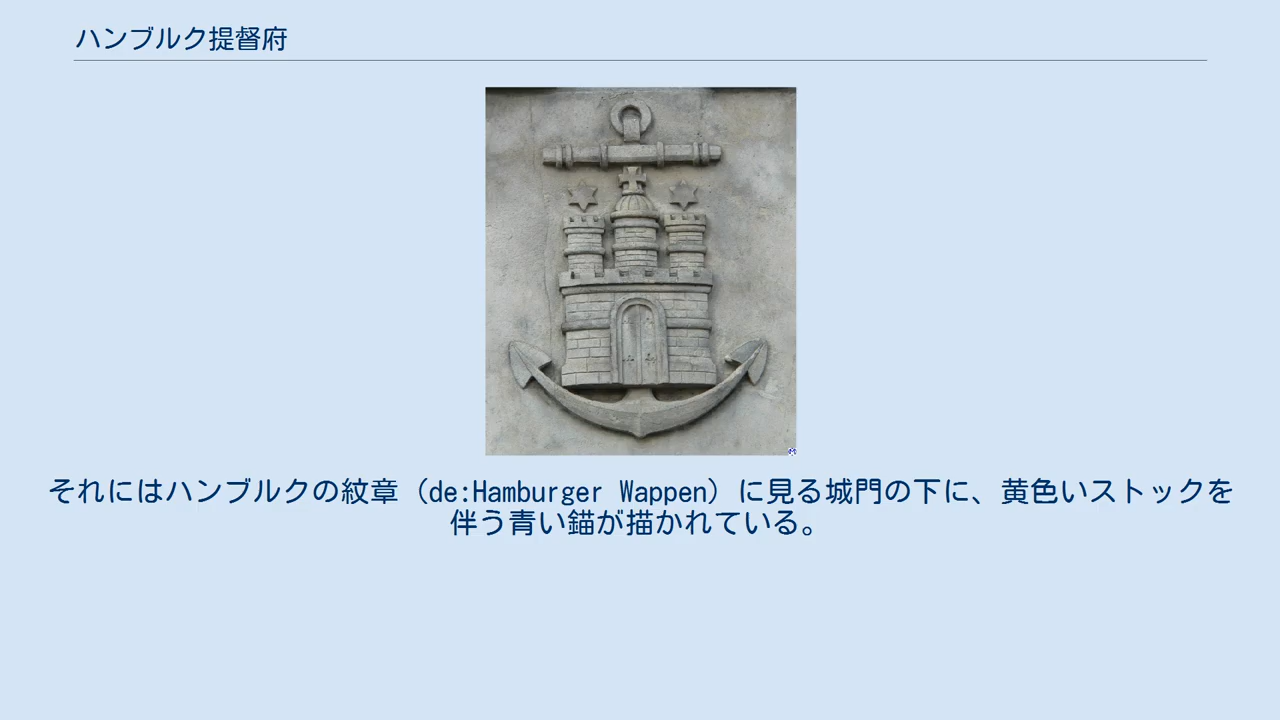 ハンブルク提督府
それにはハンブルクの紋章（de:Hamburger Wappen）に見る城門の下に、黄色いストックを
伴う青い錨が描かれている。